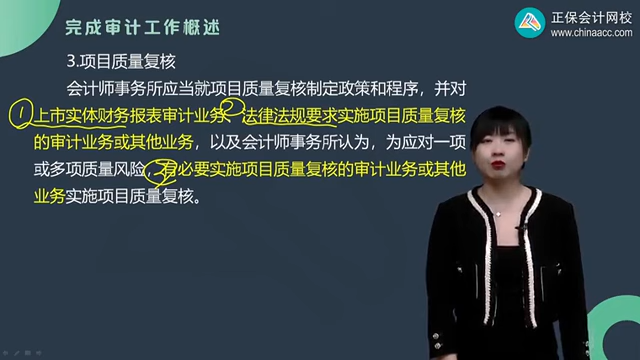 完成审计工作概述
正保会计网校
www.chinaacc.com
3.项目质量复核
会计师事务所应当就项目质量复核制定政策和程序，并对
①上市实体财务报表审计业务、②法律法规要求实施项目质量复核
的审计业务或其他业务，以及会计师事务所认为，为应对一项
或多项质量风险，③有必要实施项目质量复核的审计业务或其他
业务实施项目质量复核。